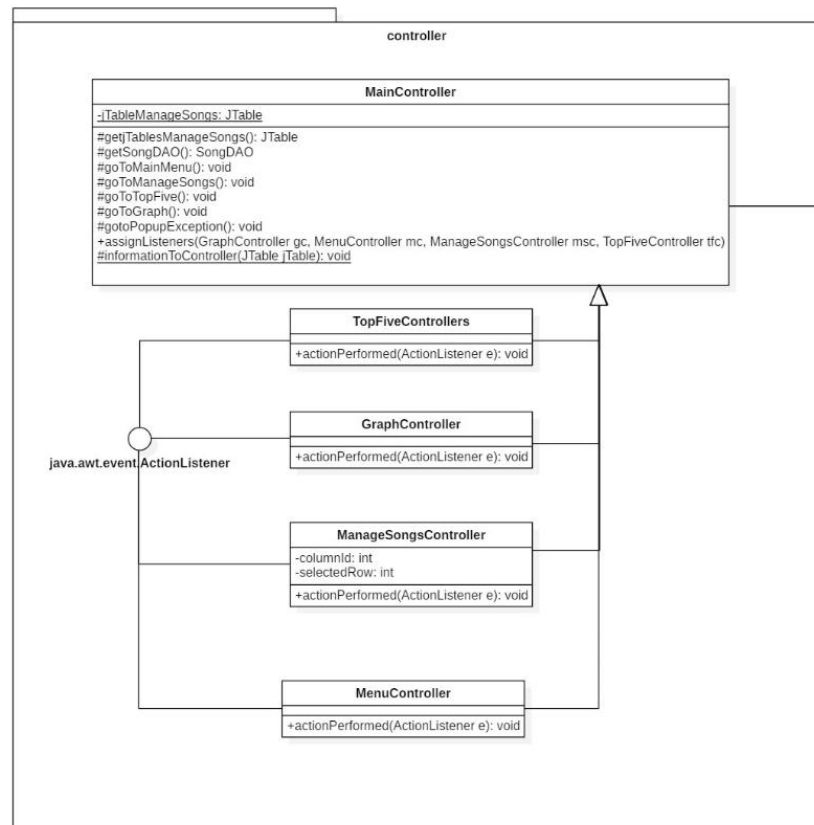 controller
MainController
-jTableManageSongs: JTable
#getjTablesManageSongs(): JTable
#getSongDAO(): SongDAO
#goToMainMenu(): void
#goToManageSongs(): void
#goToTopFive(): void
#goToGraph(): void
#gotoPopupException(): void
+assignListeners(GraphController gc, MenuController mc, ManageSongsController msc, TopFiveController tfc)
#informationToController(JTable jTable): void
TopFiveControllers
+actionPerformed(ActionListener e): void
GraphController
+actionPerformed(ActionListener e): void
java.awt.event.ActionListener
ManageSongsController
-columnId: int
-selectedRow: int
+actionPerformed(ActionListener e): void
MenuController
+actionPerformed(ActionListener e): void